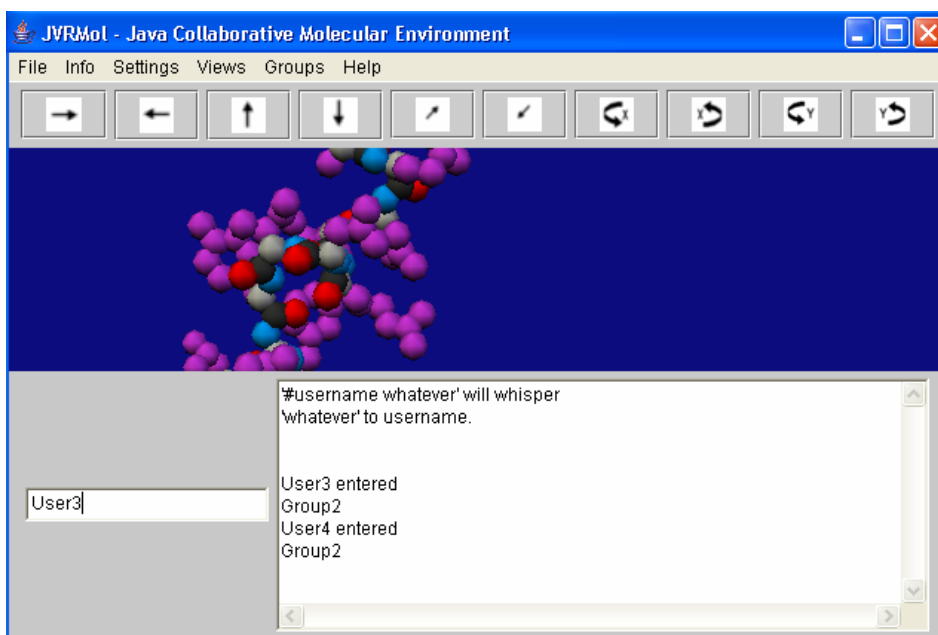 JVRMol - Java Collaborative Molecular Environment
File Info Settings Views Groups Help
X X Y Y
'#username whatever' will whisper
'whatever' to username.
User3 entered
User3
Group2
User4 entered
Group2